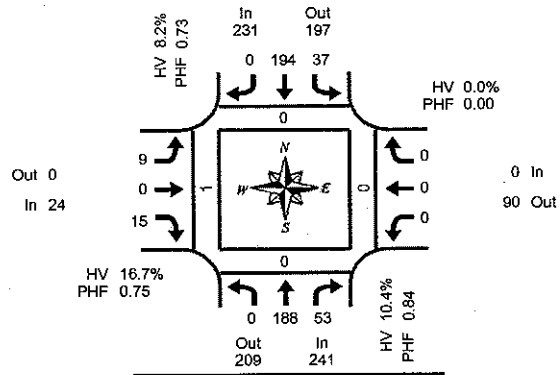 In Out
231 197
HV 8.2%
PHF 0.73
0 194 37
HV 0.0%
PHF 0.00
0
9
0
15
1
N
W E
S
0
0
0
0
Out 0
In 24
0 In
90 Out
0
HV 16.7%
PHF 0.75
0 188 53
HV 10.4%
PHF 0.84
Out In
209 241